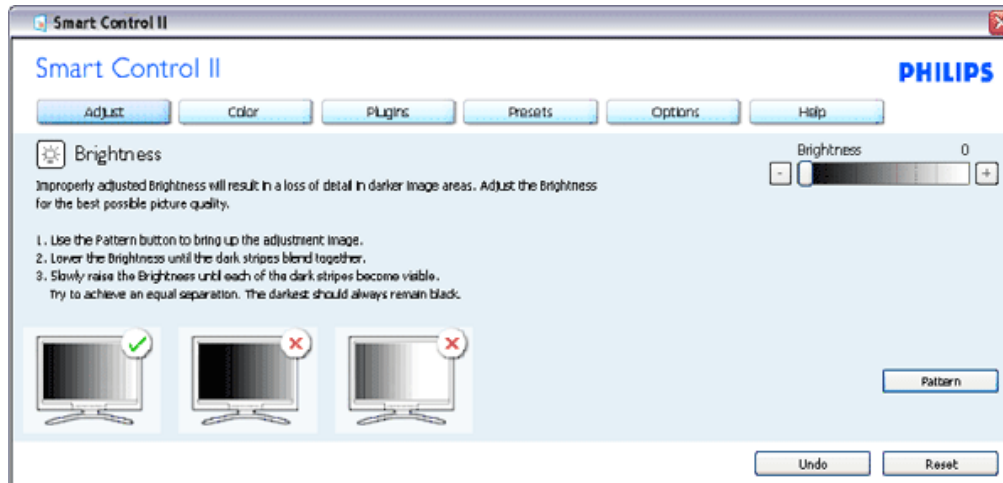 Smart Control II
Smart Control II
PHILIPS
Adjust Color Plugins Presets Options Help
Brightness
Brightness 0
Improperly adjusted Brightness will result in a loss of detail in darker image areas. Adjust the Brightness
for the best possible picture quality.
1. Use the Pattern button to bring up the adjustment image.
2. Lower the Brightness until the dark stripes blend together.
3. Slowly raise the Brightness until each of the dark stripes become visible.
Try to achieve an equal separation. The darkest should always remain black.
- +
Pattern
Undo Reset